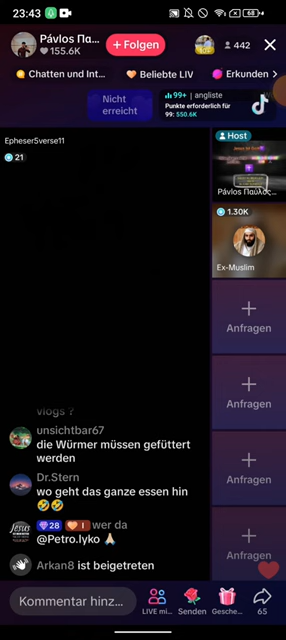 23:43
68
Pávlos Πα...
155.6K
+ Folgen
442
Chatten und Int...
Beliebte LIV
Erkunden
Nicht erreicht
99+ | angliste
Punkte erforderlich für
99: 550.6K
Epheser5verse11
21
Host
Pávlos Παύλος...
1.30K
Ex-Muslim
Anfragen
Anfragen
Anfragen
Anfragen
vlogs ?
unsichtbar67
die Würmer müssen gefüttert
werden
Dr.Stern
wo geht das ganze essen hin
🤣🤣
28 I wer da
@Petro.lyko 🙏🏻
Arkan8 ist beigetreten
Kommentar hinz...
LIVE mi...
Senden
Gesche...
65